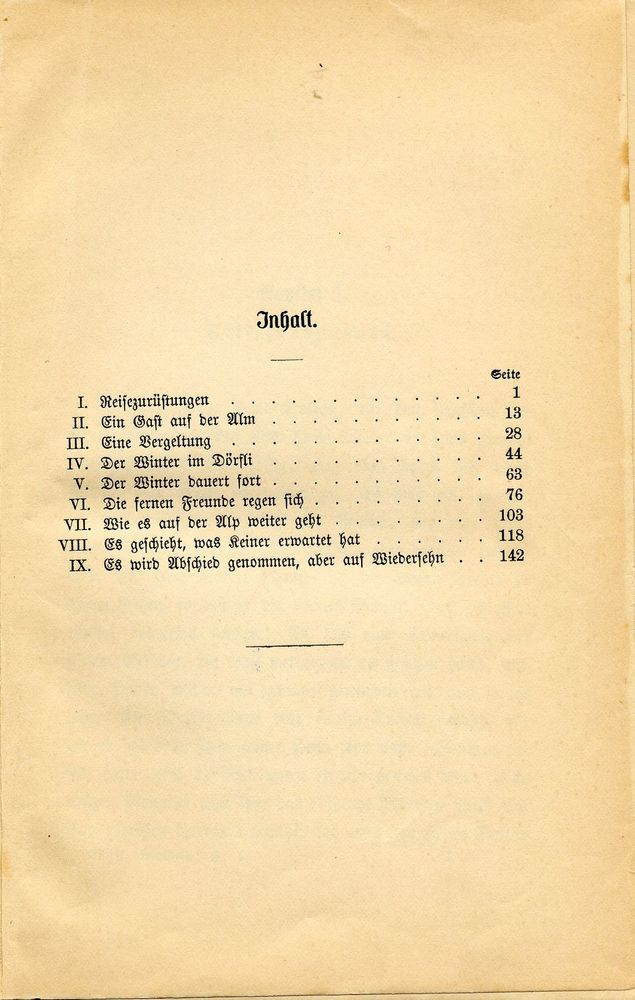 Inhalt.
Seite
I. Reisezurüstungen . . . . . . . . . . . . . 1
II. Ein Gast auf der Alm . . . . . . . . . . . 13
III. Eine Vergeltung . . . . . . . . . . . . . 28
IV. Der Winter im Dörfli . . . . . . . . . . . 44
V. Der Winter dauert fort . . . . . . . . . . . 63
VI. Die fernen Freunde regen sich . . . . . . . . . 76
VII. Wie es auf der Alp weiter geht . . . . . . . . 103
VIII. Es geschieht, was Keiner erwartet hat . . . . . . 118
IX. Es wird Abschied genommen, aber auf Wiedersehn . . 142